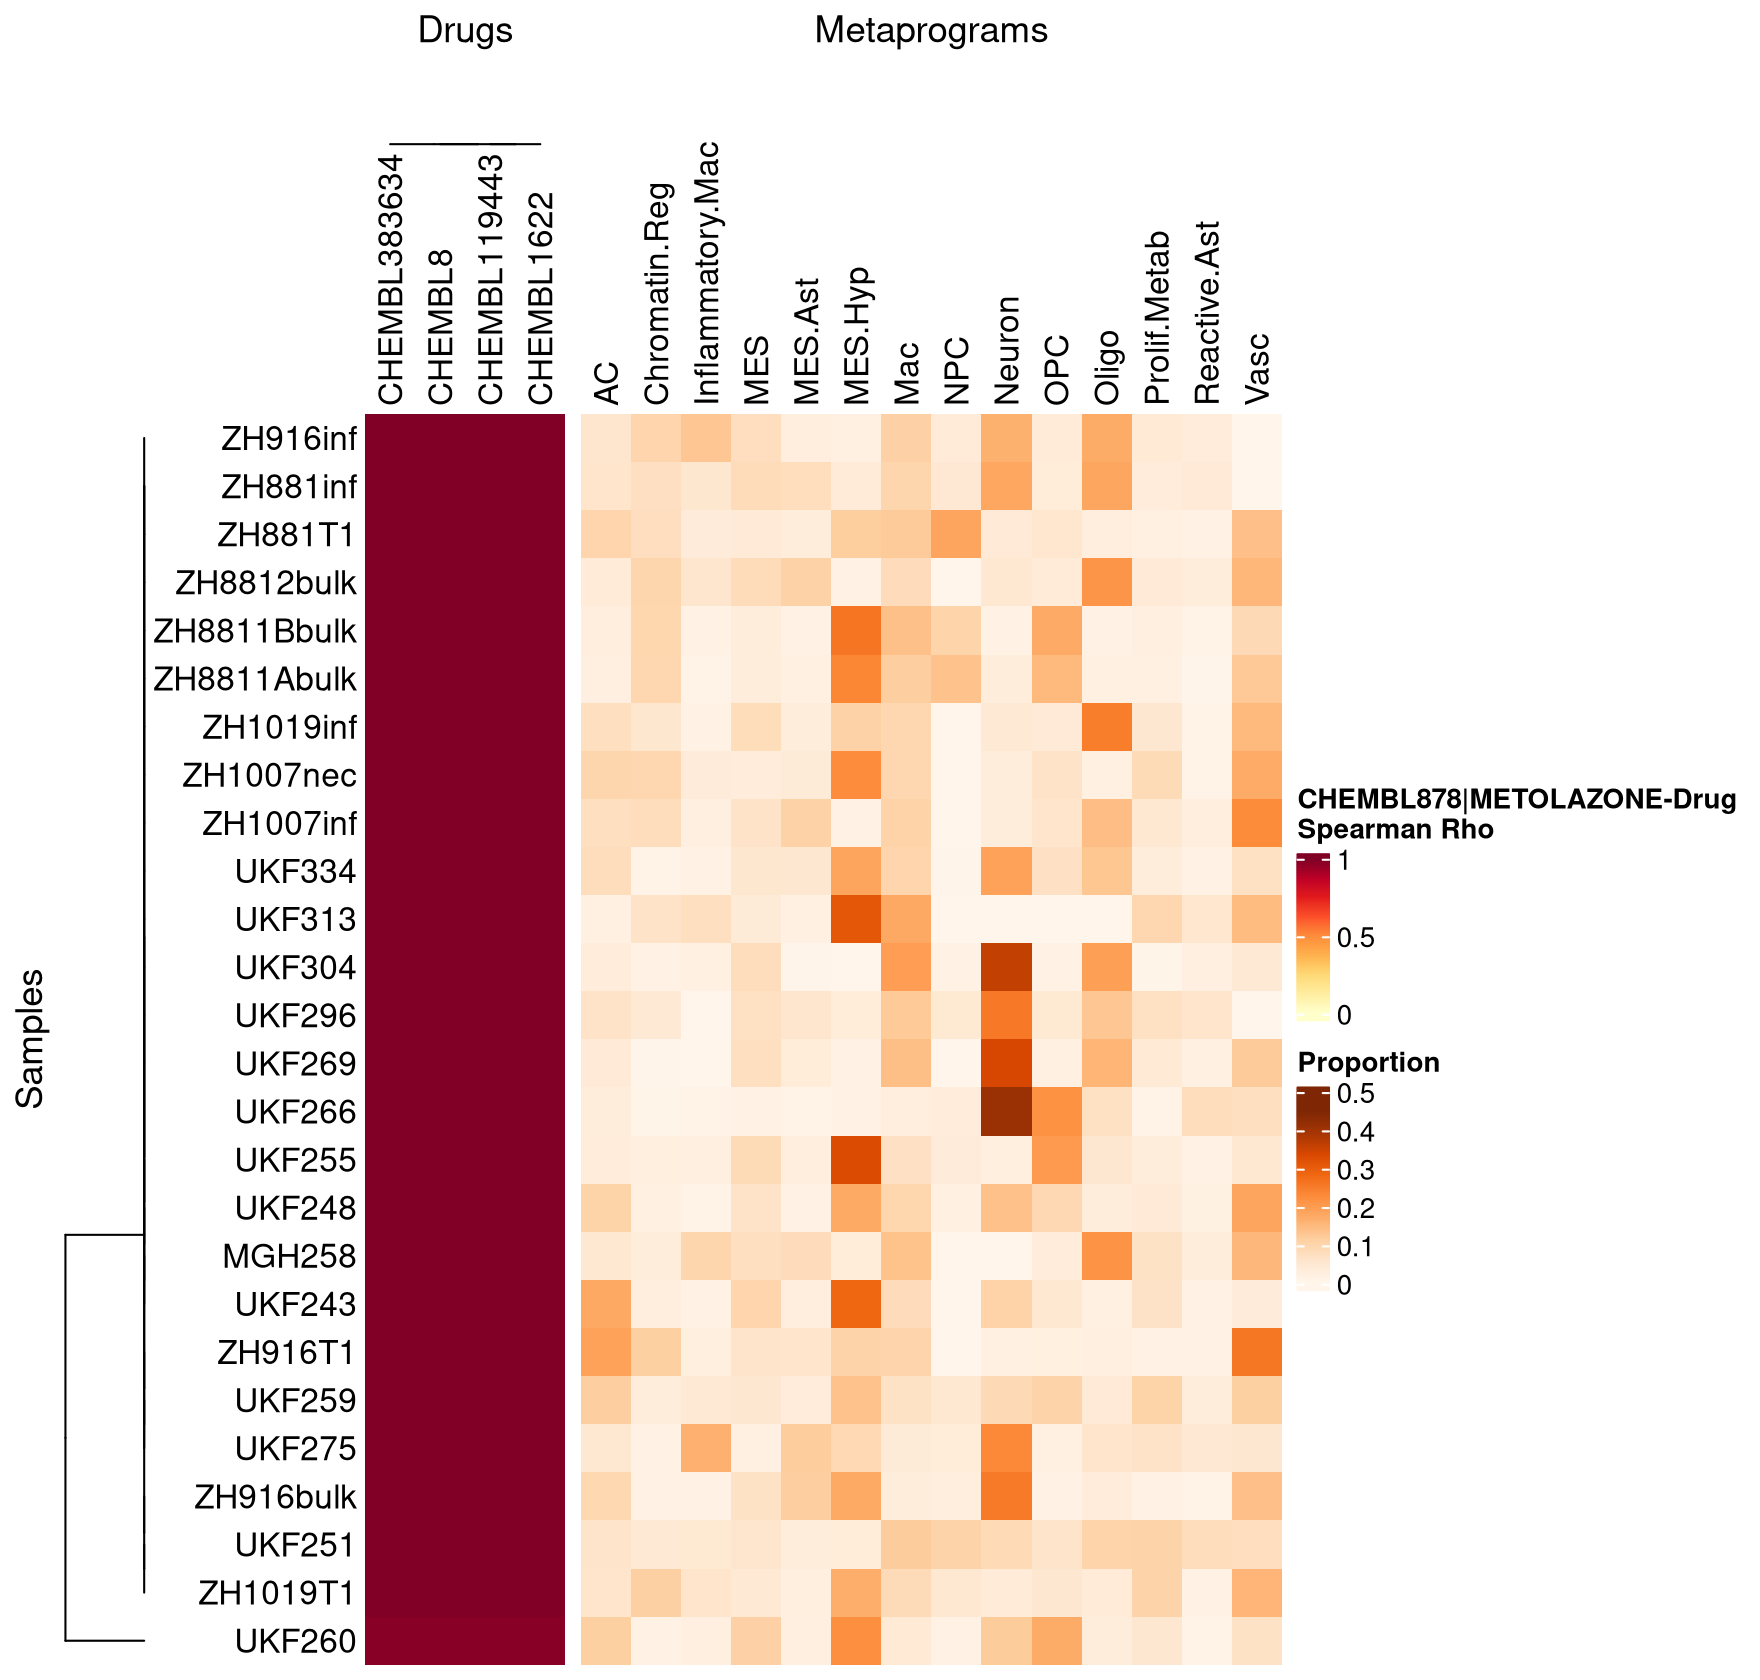 Drugs
Metaprograms
CHEMBL383634
CHEMBL8
CHEMBL119443
CHEMBL1622
AC
Chromatin.Reg
Inflammatory.Mac
MES
MES.Ast
MES.Hyp
Mac
NPC
Neuron
OPC
Oligo
Prolif.Metab
Reactive.Ast
Vasc
Samples
ZH916inf
ZH881inf
ZH881T1
ZH8812bulk
ZH8811Bbulk
ZH8811Abulk
ZH1019inf
ZH1007nec
ZH1007inf
UKF334
UKF313
UKF304
UKF296
UKF269
UKF266
UKF255
UKF248
MGH258
UKF243
ZH916T1
UKF259
UKF275
ZH916bulk
UKF251
ZH1019T1
UKF260
CHEMBL878|METOLAZONE-Drug
Spearman Rho
1
0.5
0
Proportion
0.5
0.4
0.3
0.2
0.1
0